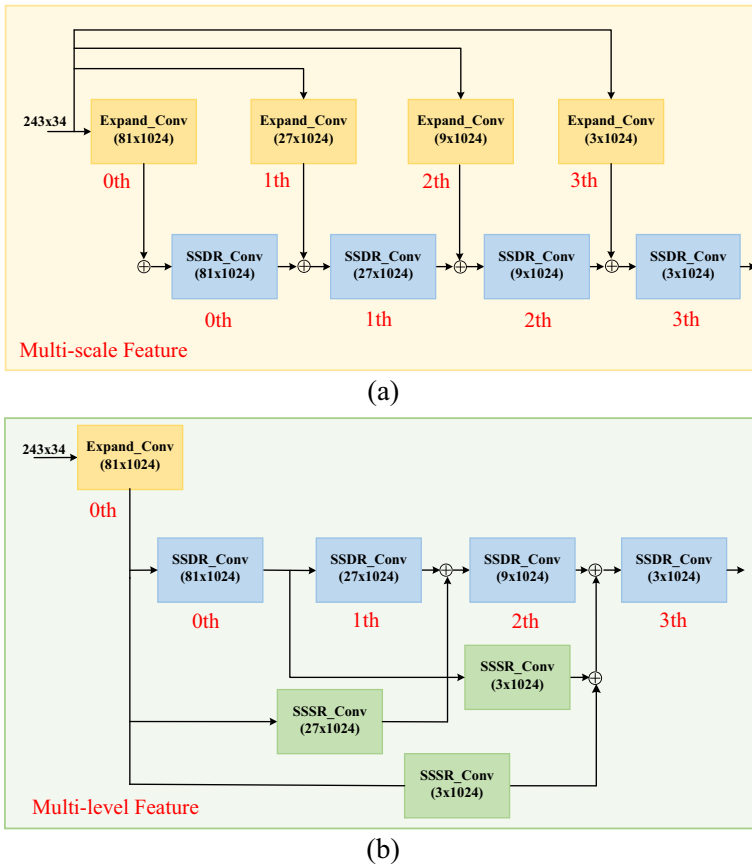 243x34
Expand_Conv
(81x1024)
Expand_Conv
(27x1024)
Expand_Conv
(9x1024)
Expand_Conv
(3x1024)
0th
1th
2th
3th
SSDR_Conv
(81x1024)
SSDR_Conv
(27x1024)
SSDR_Conv
(9x1024)
SSDR_Conv
(3x1024)
0th
1th
2th
3th
Multi-scale Feature
(a)
243x34
Expand_Conv
(81x1024)
0th
SSDR_Conv
(81x1024)
SSDR_Conv
(27x1024)
SSDR_Conv
(9x1024)
SSDR_Conv
(3x1024)
0th
1th
2th
3th
SSSR_Conv
(3x1024)
SSSR_Conv
(27x1024)
SSSR_Conv
(3x1024)
Multi-level Feature
(b)